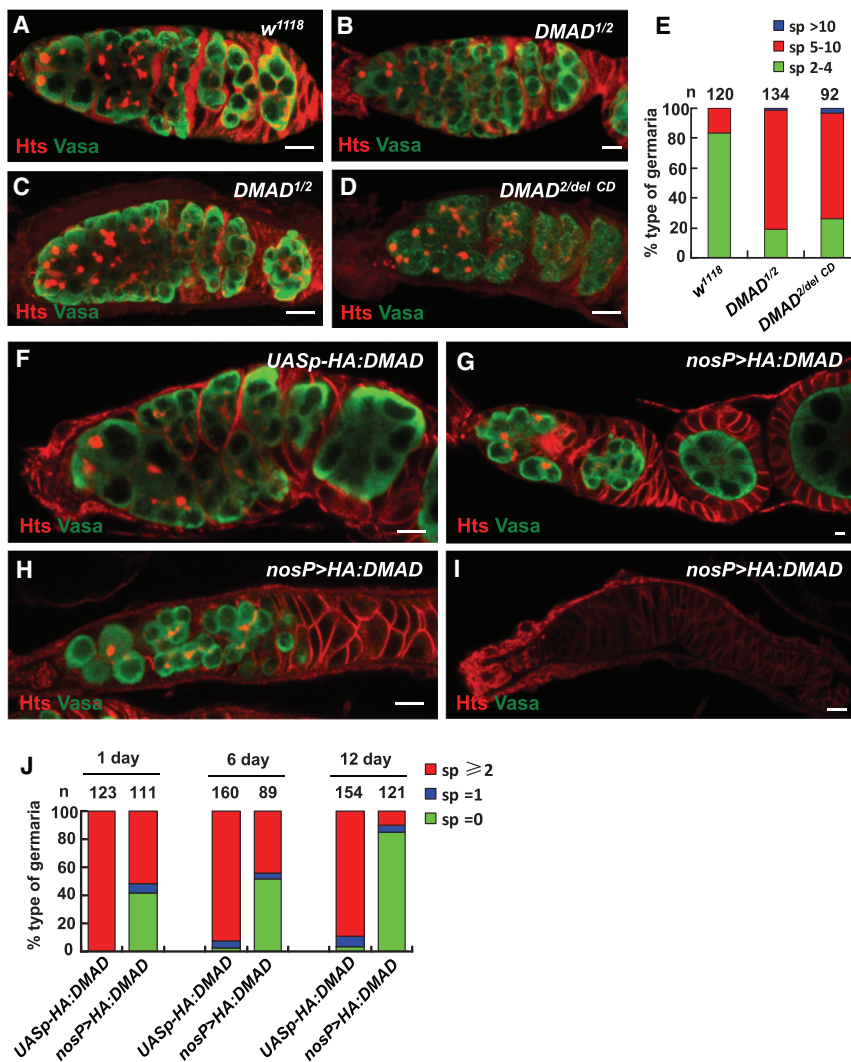 A
w1118
Hts Vasa
B
DMAD1/2
Hts Vasa
C
DMAD1/2
Hts Vasa
D
DMAD2/del CD
Hts Vasa
E
sp >10
sp 5-10
sp 2-4
n 120 134 92
% type of germaria
100
80
60
40
20
0
w1118
DMAD1/2
DMAD2/del CD
F
UASp-HA:DMAD
Hts Vasa
G
nosP>HA:DMAD
Hts Vasa
H
nosP>HA:DMAD
Hts Vasa
I
nosP>HA:DMAD
Hts Vasa
J
1 day 6 day 12 day
n 123 111 160 89 154 121
sp ⩾2
sp =1
sp =0
% type of germaria
100
80
60
40
20
0
UASp-HA:DMAD
nosP>HA:DMAD
UASp-HA:DMAD
nosP>HA:DMAD
UASp-HA:DMAD
nosP>HA:DMAD